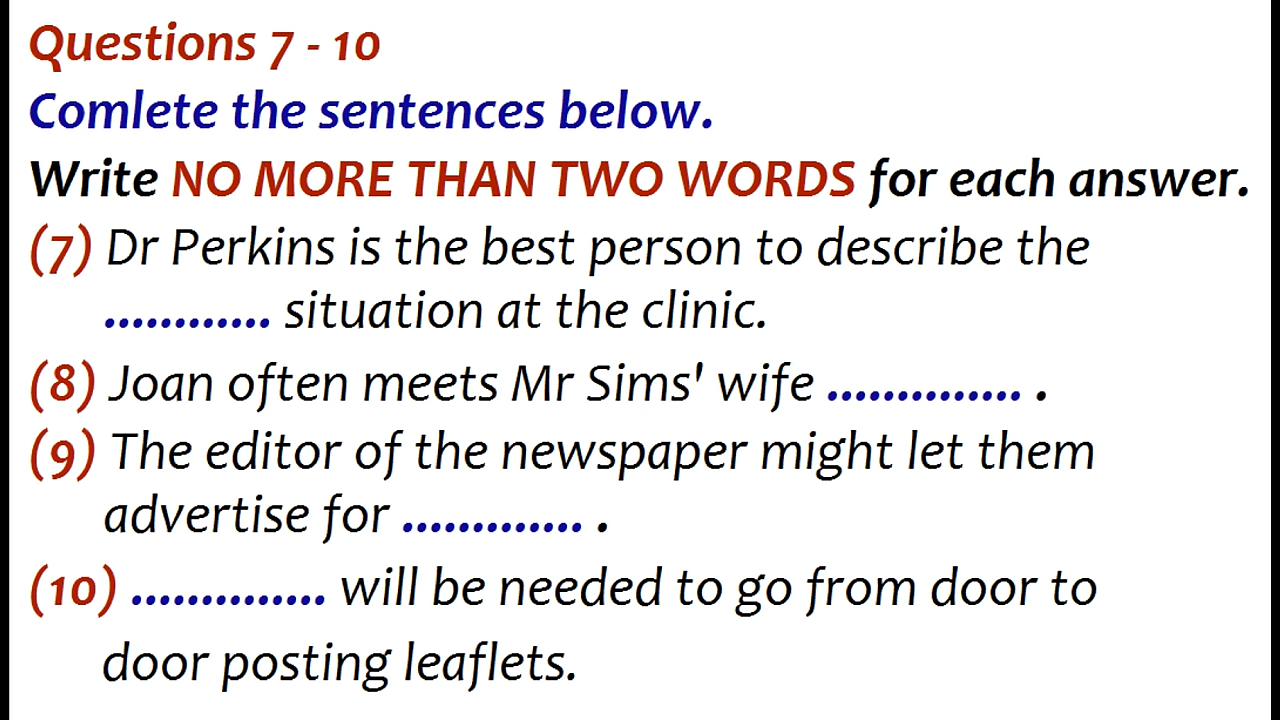 Questions 7 - 10
Comlete the sentences below.
Write NO MORE THAN TWO WORDS for each answer.
(7) Dr Perkins is the best person to describe the
............ situation at the clinic.
(8) Joan often meets Mr Sims' wife .............. .
(9) The editor of the newspaper might let them
advertise for ............. .
(10) .............. will be needed to go from door to
door posting leaflets.